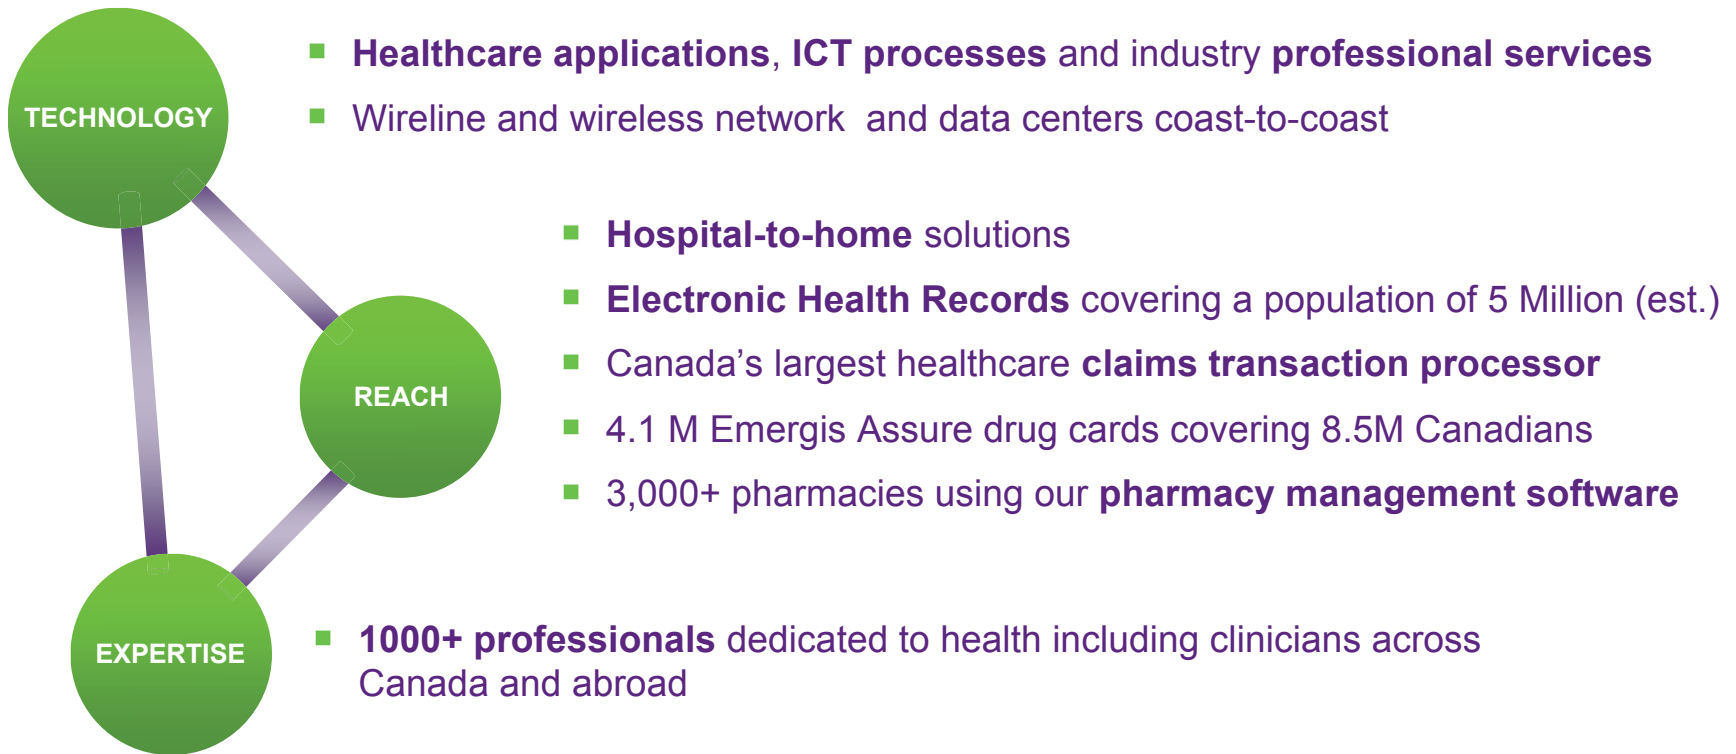 TECHNOLOGY
▪ Healthcare applications, ICT processes and industry professional services
▪ Wireline and wireless network and data centers coast-to-coast
REACH
▪ Hospital-to-home solutions
▪ Electronic Health Records covering a population of 5 Million (est.)
▪ Canada’s largest healthcare claims transaction processor
▪ 4.1 M Emergis Assure drug cards covering 8.5M Canadians
▪ 3,000+ pharmacies using our pharmacy management software
EXPERTISE
▪ 1000+ professionals dedicated to health including clinicians across
Canada and abroad